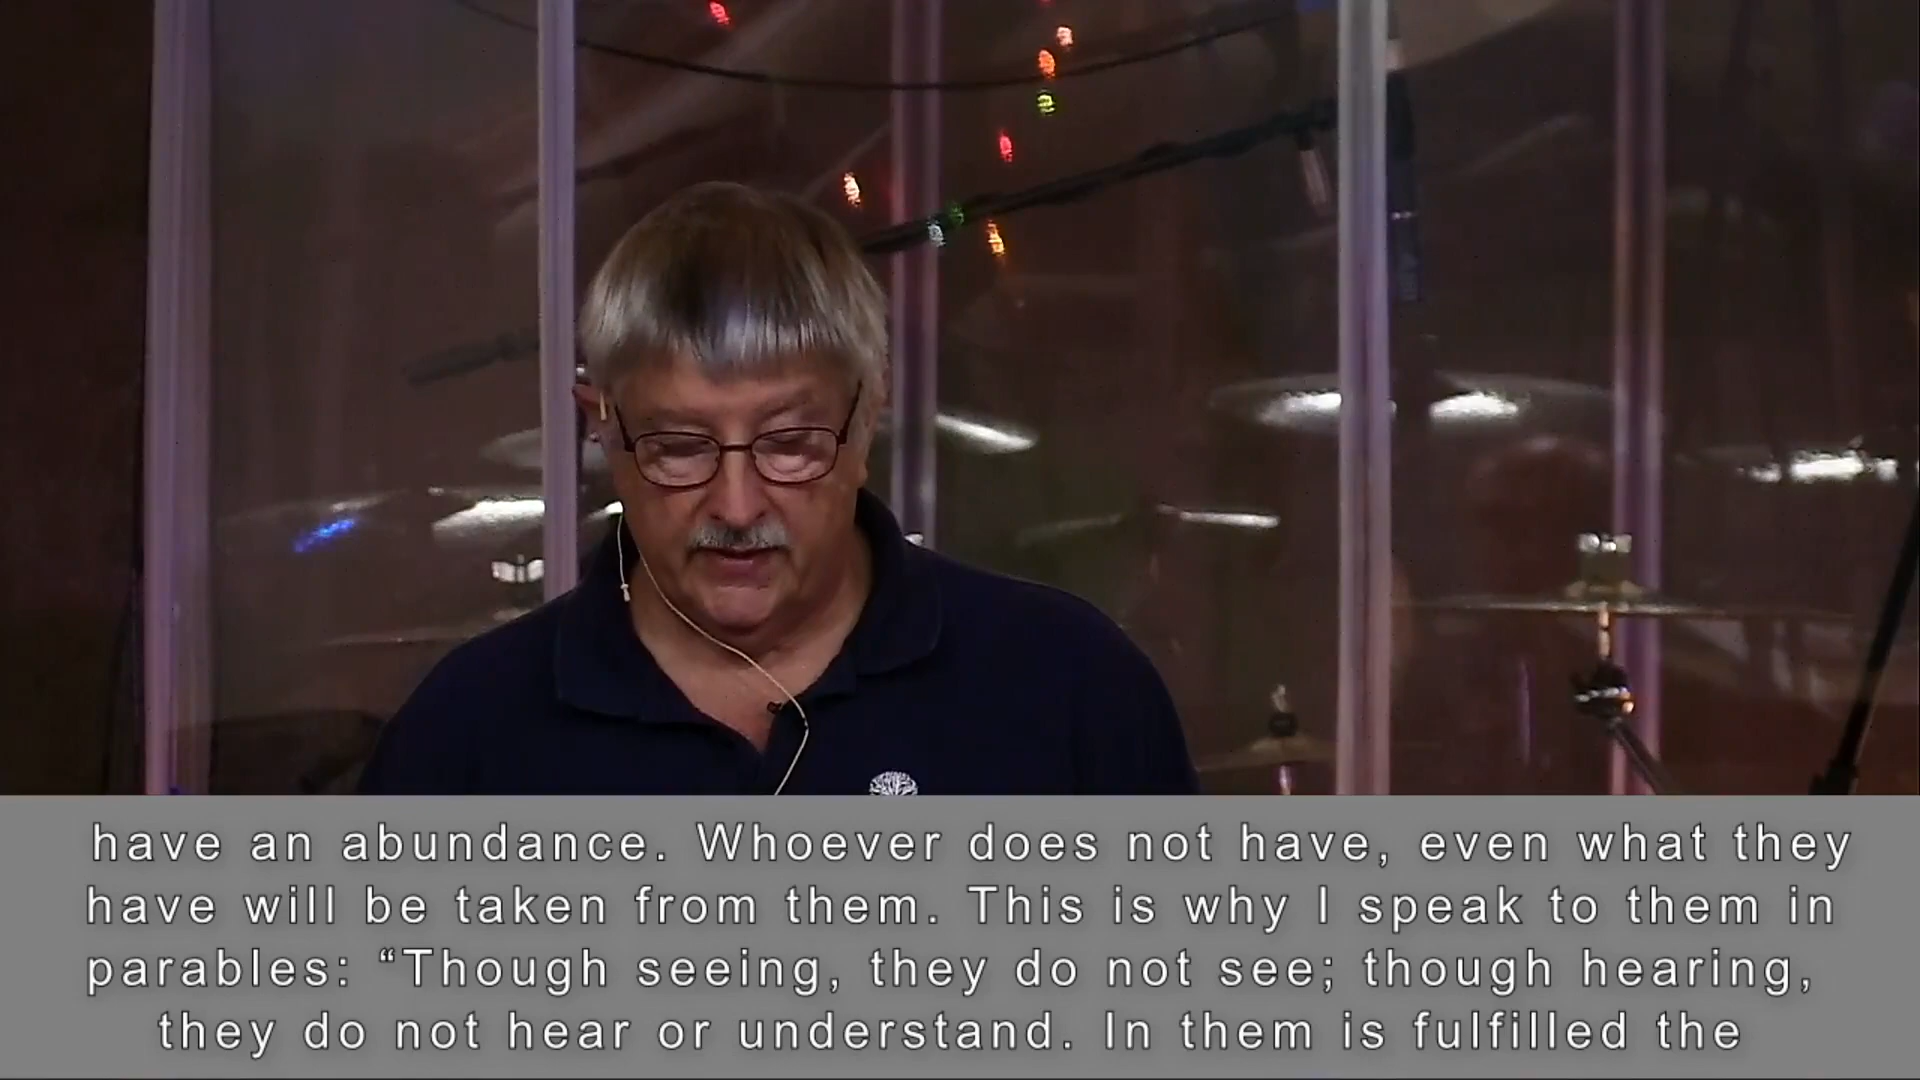 have an abundance. Whoever does not have, even what they
have will be taken from them. This is why I speak to them in
parables: “Though seeing, they do not see; though hearing,
they do not hear or understand. In them is fulfilled the